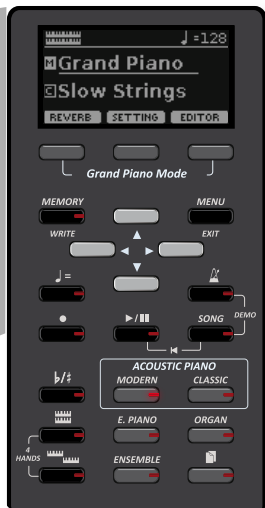 ♩=128
M Grand Piano
C Slow Strings
REVERB SETTING EDITOR
Grand Piano Mode
MEMORY MENU
WRITE EXIT
♩=
SONG
DEMO
ACOUSTIC PIANO
♭/♯ MODERN CLASSIC
E. PIANO ORGAN
4
HANDS
ENSEMBLE